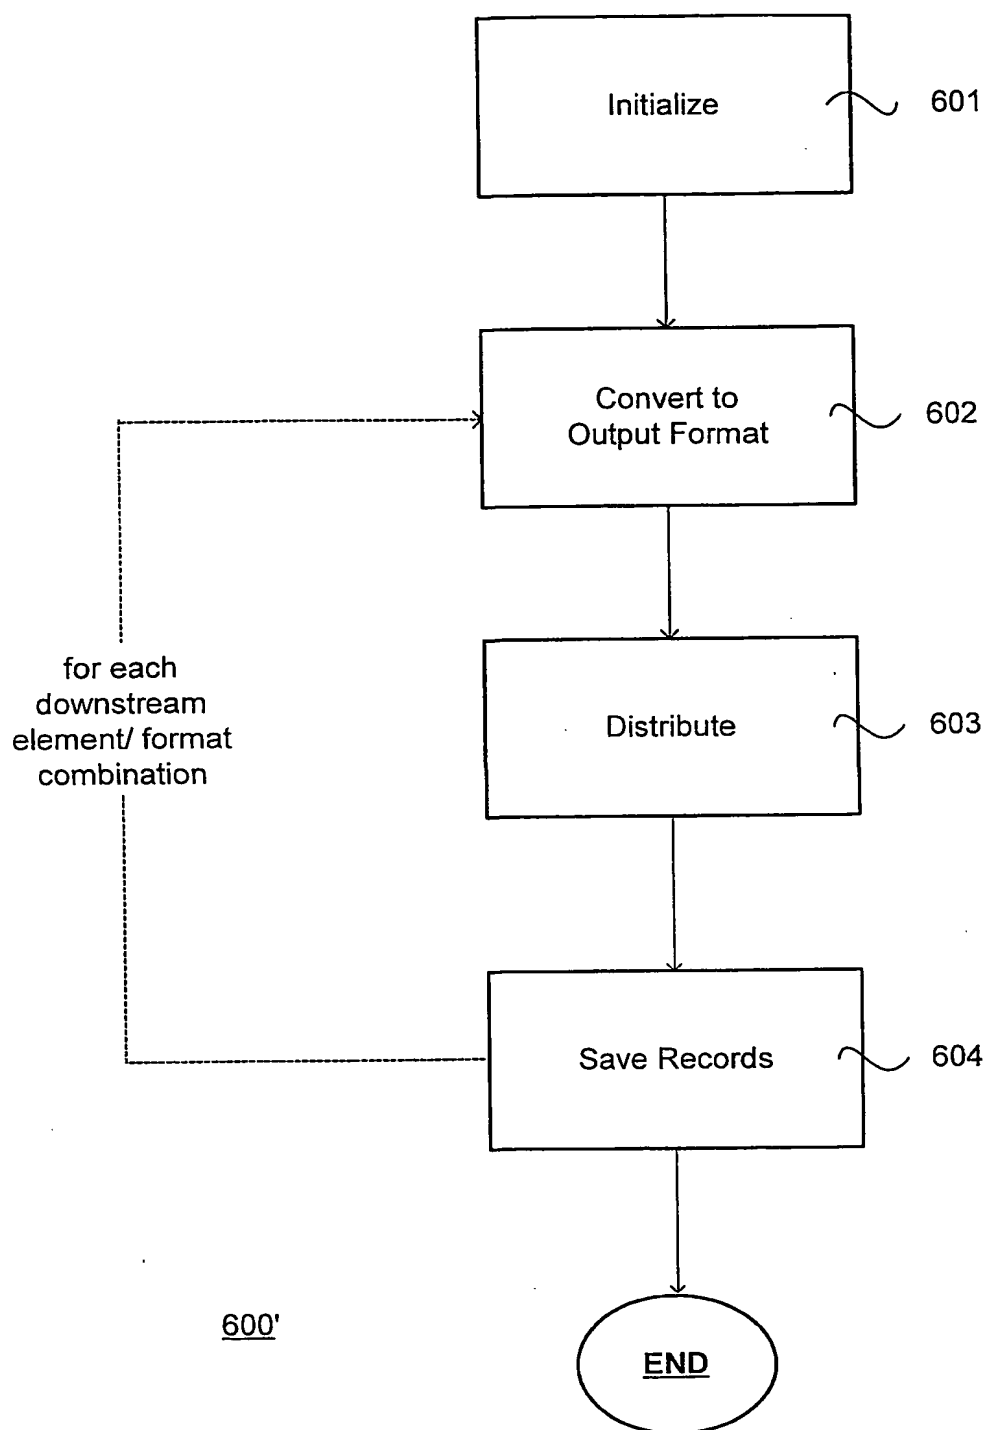 Initialize
601
Convert to
Output Format
602
for each
downstream
element/ format
combination
Distribute
603
Save Records
604
600'
END